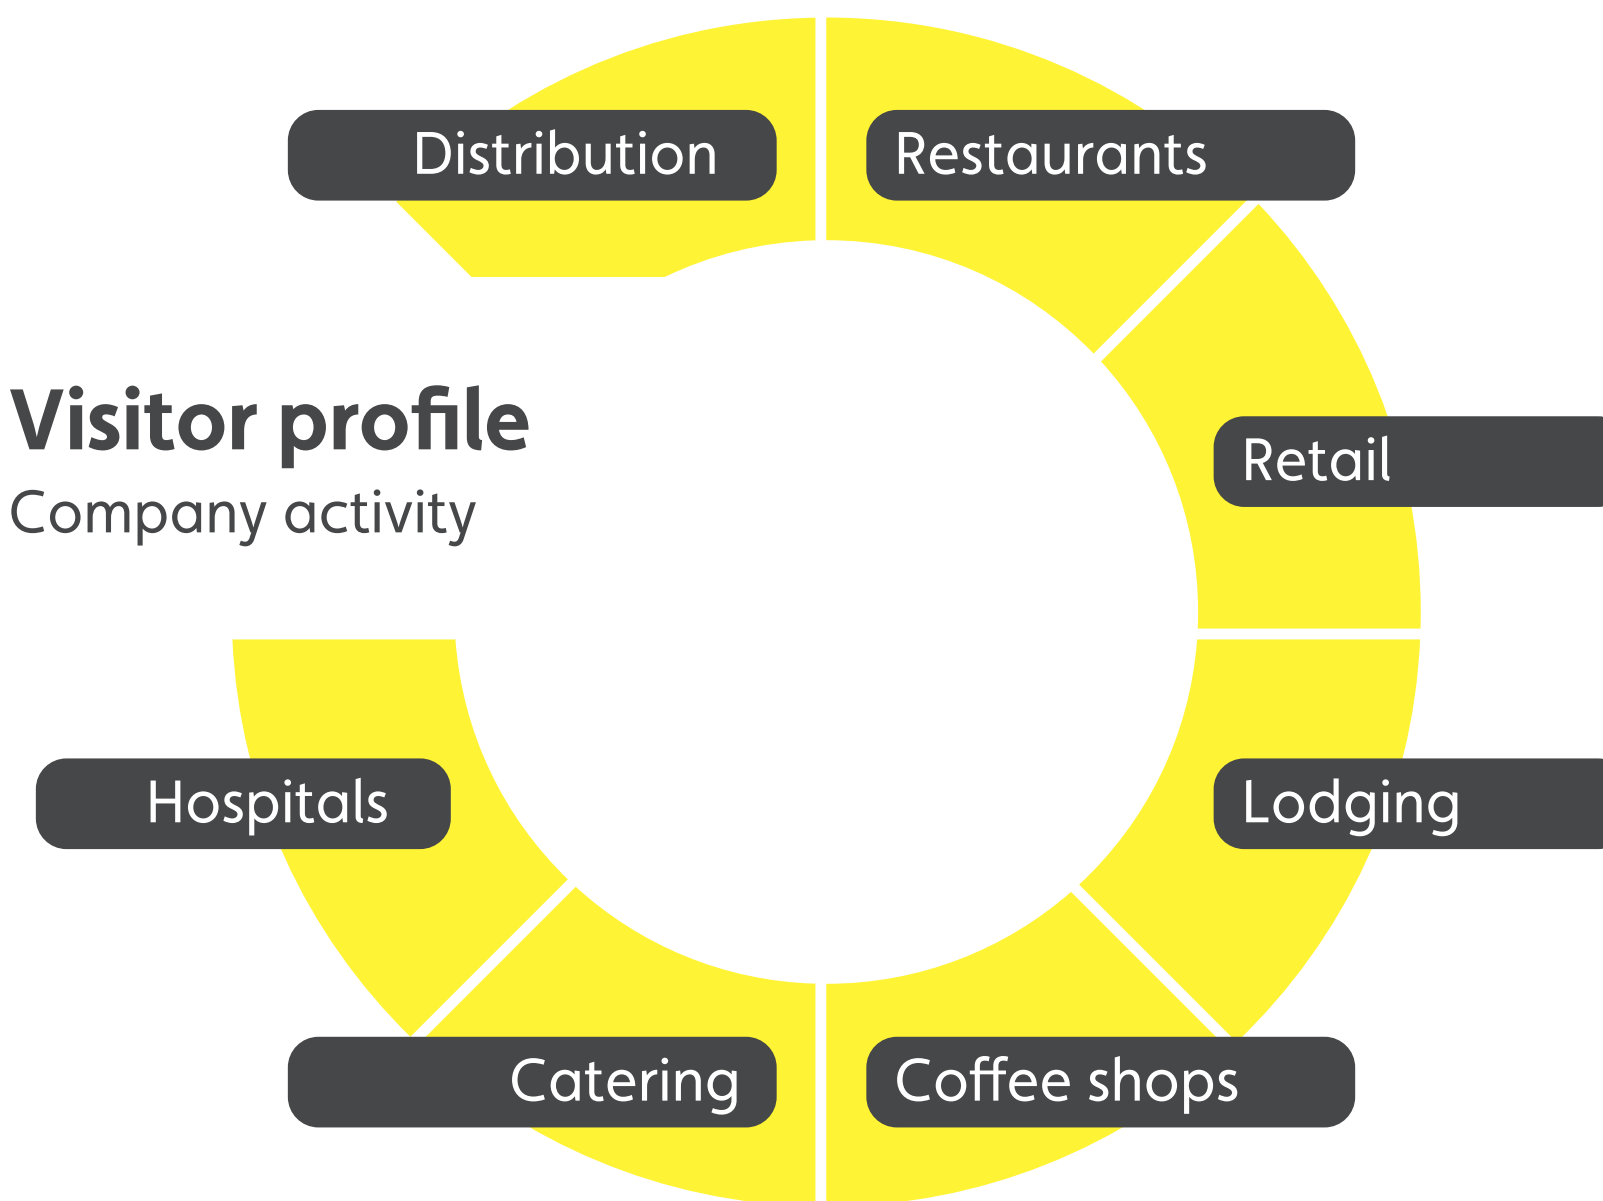 Distribution
Restaurants
Visitor profile
Company activity
Retail
Hospitals
Lodging
Catering
Coffee shops